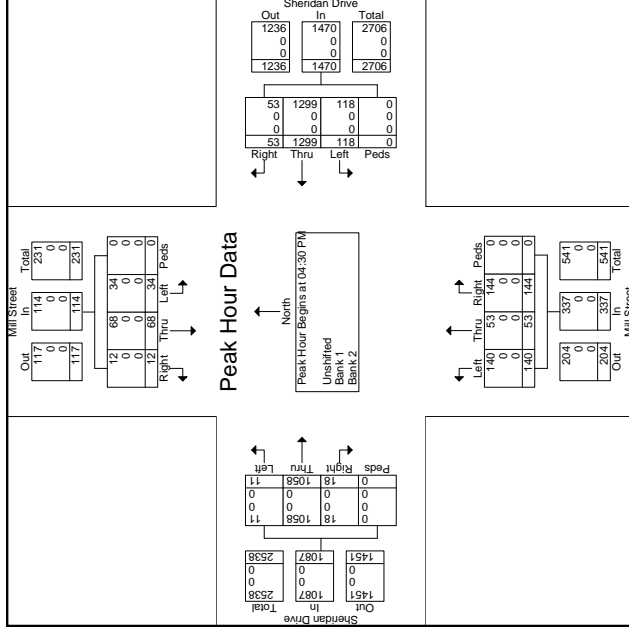 Sheridan Drive
Out In Total
1236 1470 2706
0 0 0
0 0 0
1236 1470 2706
53 1299 118 0
0 0 0 0
0 0 0 0
53 1299 118 0
Right Thru Left Peds
Mill Street
Out In Total
117 114 231
0 0 0
0 0 0
117 114 231
12 68 34 0
0 0 0 0
0 0 0 0
12 68 34 0
Right Thru Left Peds
Peak Hour Data
North
Peak Hour Begins at 04:30 PM
Unshifted
Bank 1
Bank 2
Left Thru Right Peds
140 53 144 0
0 0 0 0
0 0 0 0
140 53 144 0
204 337 541
0 0 0
0 0 0
204 337 541
Out In Total
Mill Street
Left Thru Right Peds
11 1058 18 0
0 0 0 0
0 0 0 0
11 1058 18 0
2538 1087 1451
0 0 0
0 0 0
2538 1087 1451
Total In Out
Sheridan Drive